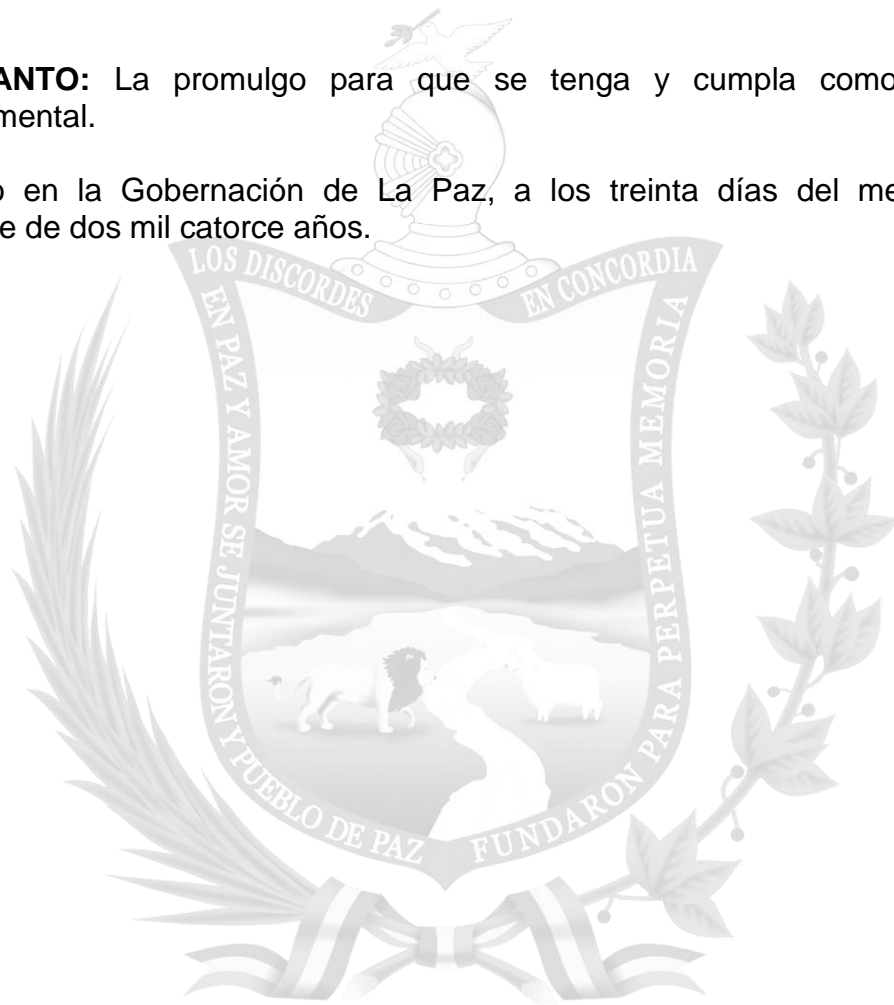 ANTO: La promulgo para que se tenga y cumpla como
mental.
o en la Gobernación de La Paz, a los treinta días del me
e de dos mil catorce años.
LOS DISCORDES EN CONCORDIA
EN PAZ Y AMOR SE JUNTARON Y PUEBLO DE PAZ FUNDARON PARA PERPETUA MEMORIA